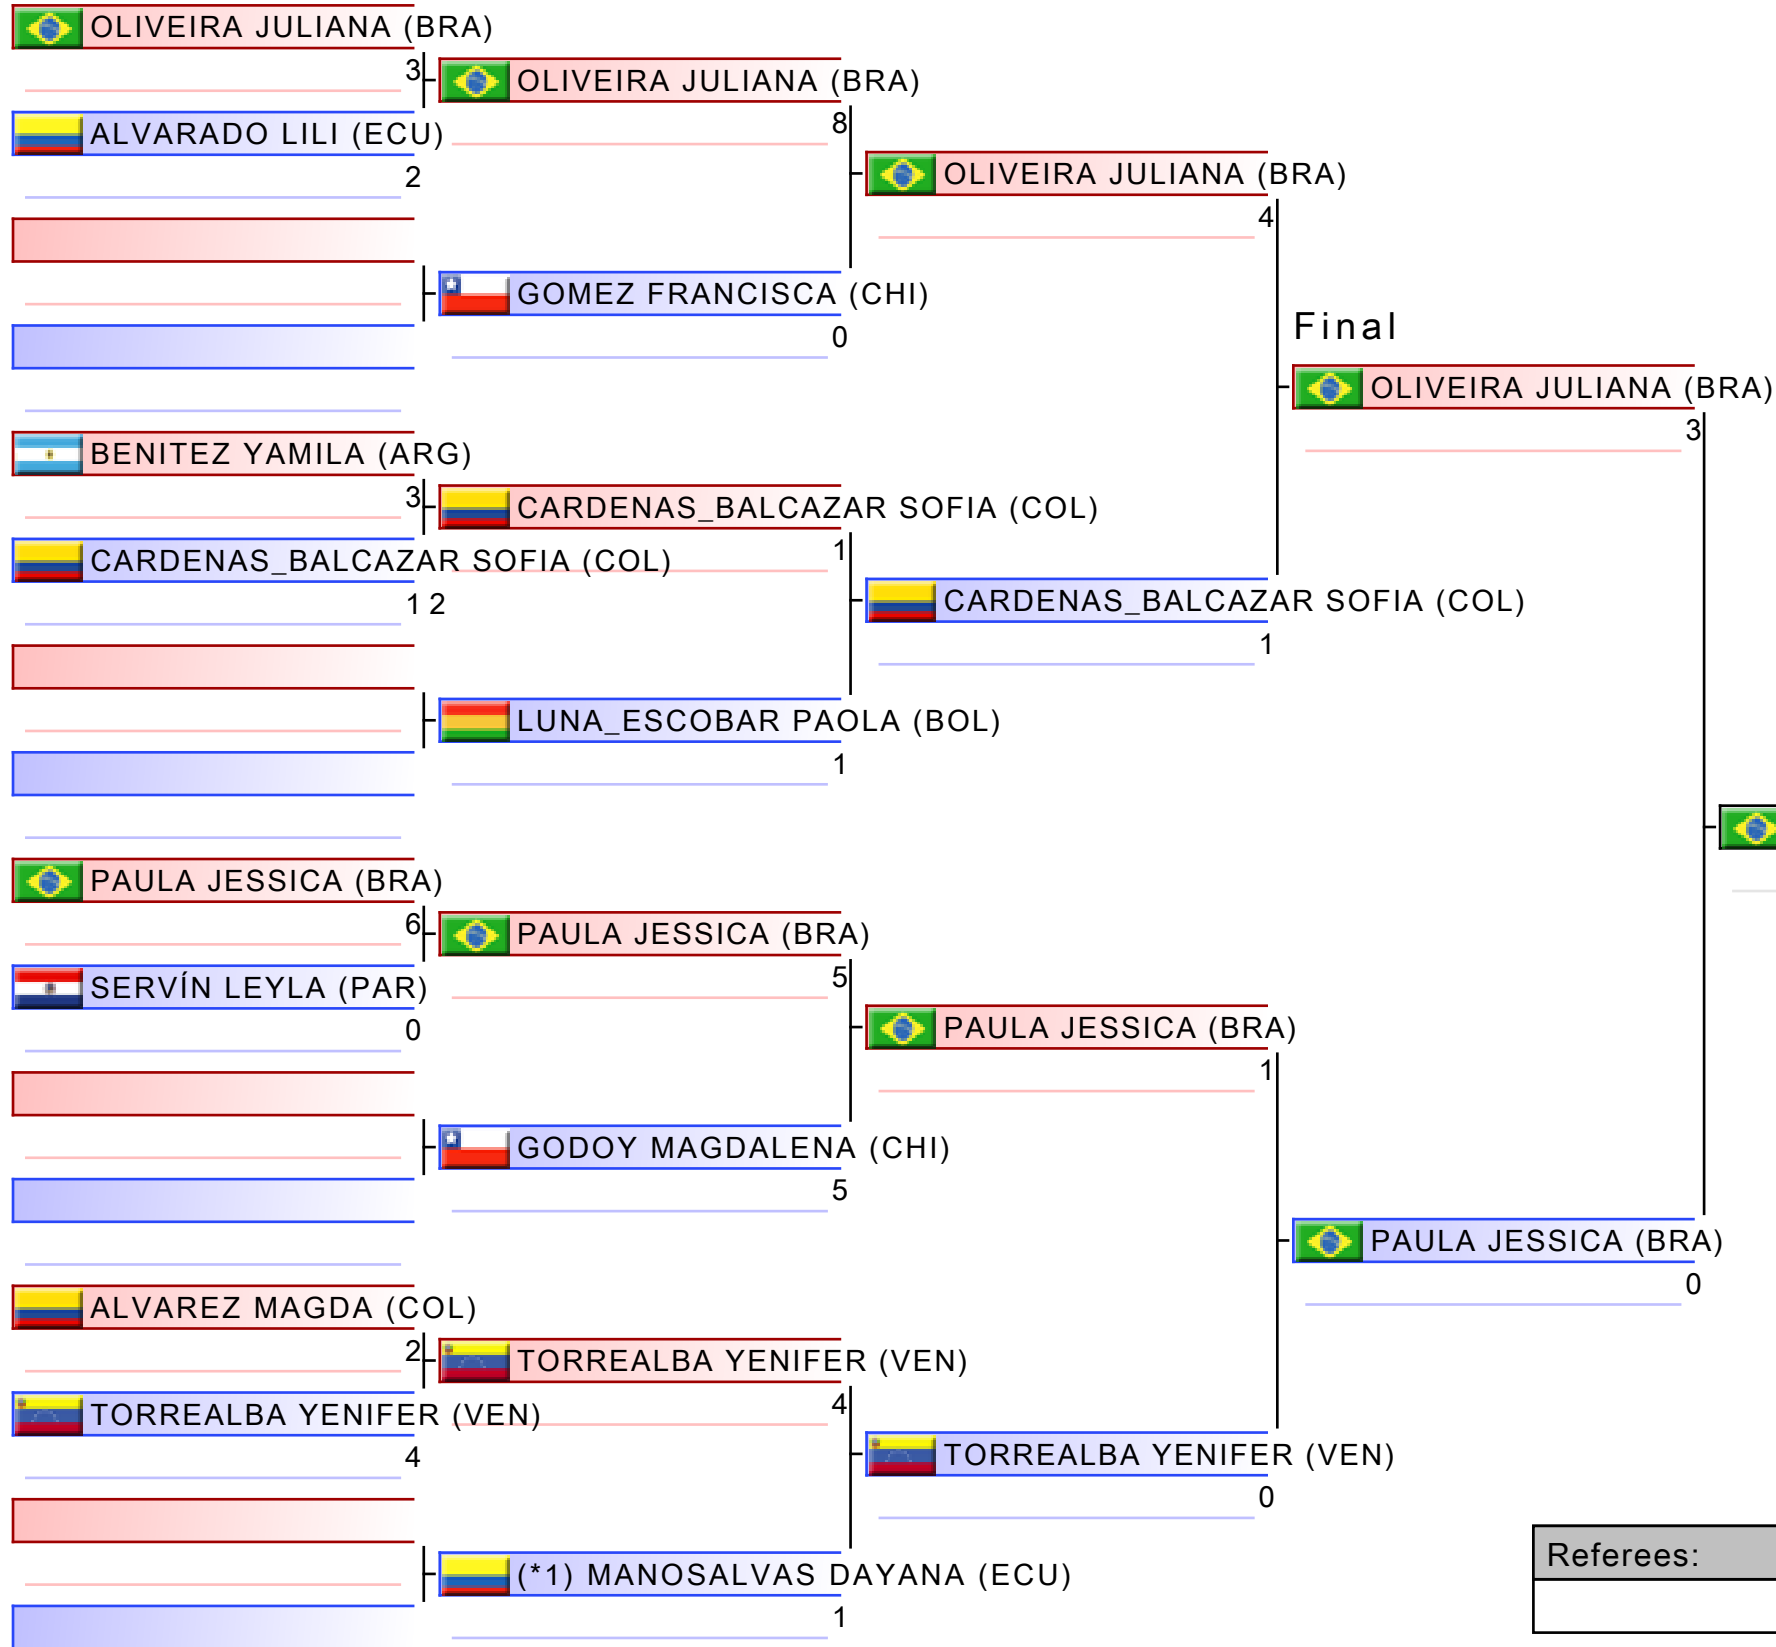 OLIVEIRA JULIANA (BRA)
3
OLIVEIRA JULIANA (BRA)
8
ALVARADO LILI (ECU)
2
OLIVEIRA JULIANA (BRA)
4
GOMEZ FRANCISCA (CHI)
0
Final
OLIVEIRA JULIANA (BRA)
3
BENITEZ YAMILA (ARG)
3
CARDENAS_BALCAZAR SOFIA (COL)
1
CARDENAS_BALCAZAR SOFIA (COL)
12
CARDENAS_BALCAZAR SOFIA (COL)
1
LUNA_ESCOBAR PAOLA (BOL)
1
PAULA JESSICA (BRA)
6
PAULA JESSICA (BRA)
5
SERVÍN LEYLA (PAR)
0
PAULA JESSICA (BRA)
1
GODOY MAGDALENA (CHI)
5
PAULA JESSICA (BRA)
0
ALVAREZ MAGDA (COL)
2
TORREALBA YENIFER (VEN)
4
TORREALBA YENIFER (VEN)
4
TORREALBA YENIFER (VEN)
0
(*1) MANOSALVAS DAYANA (ECU)
1
Referees: